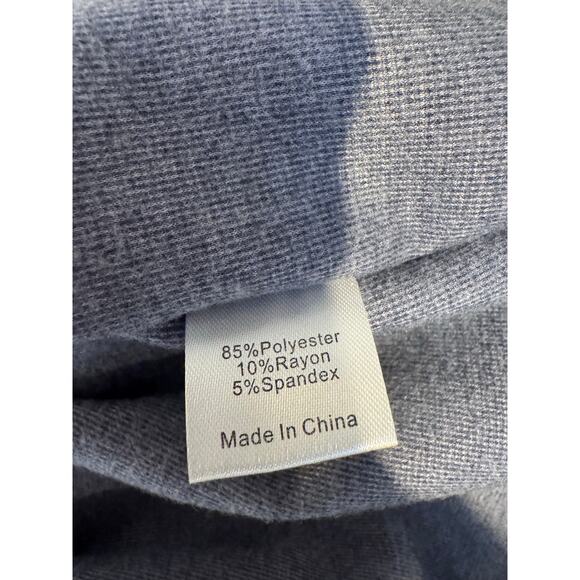 85%Polyester
10%Rayon
5%Spandex
Made In China